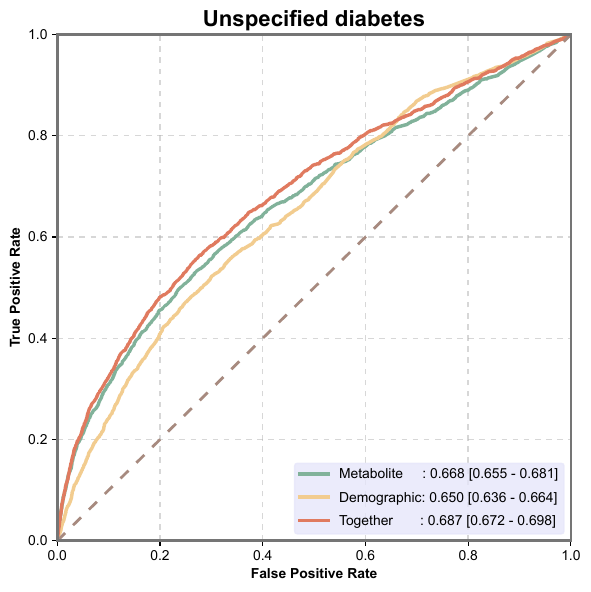 Unspecified diabetes
True Positive Rate
1.0
0.8
0.6
0.4
0.2
0.0
Metabolite : 0.668 [0.655 - 0.681]
Demographic: 0.650 [0.636 - 0.664]
Together : 0.687 [0.672 - 0.698]
0.0 0.2 0.4 0.6 0.8 1.0
False Positive Rate